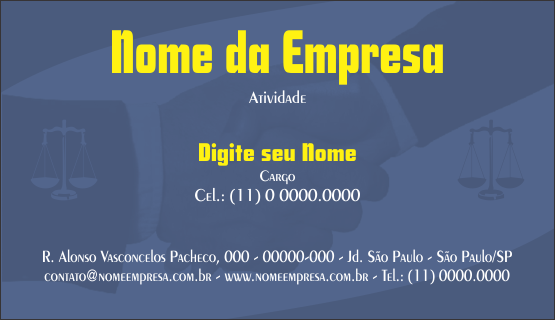 Nome da Empresa
Atividade
Digite seu Nome
Cargo
Cel.: (11) 0 0000.0000
R. Alonso Vasconcelos Pacheco, 000 - 00000-000 - Jd. São Paulo - São Paulo/SP
contato@nomeempresa.com.br - www.nomeempresa.com.br - Tel.: (11) 0000.0000